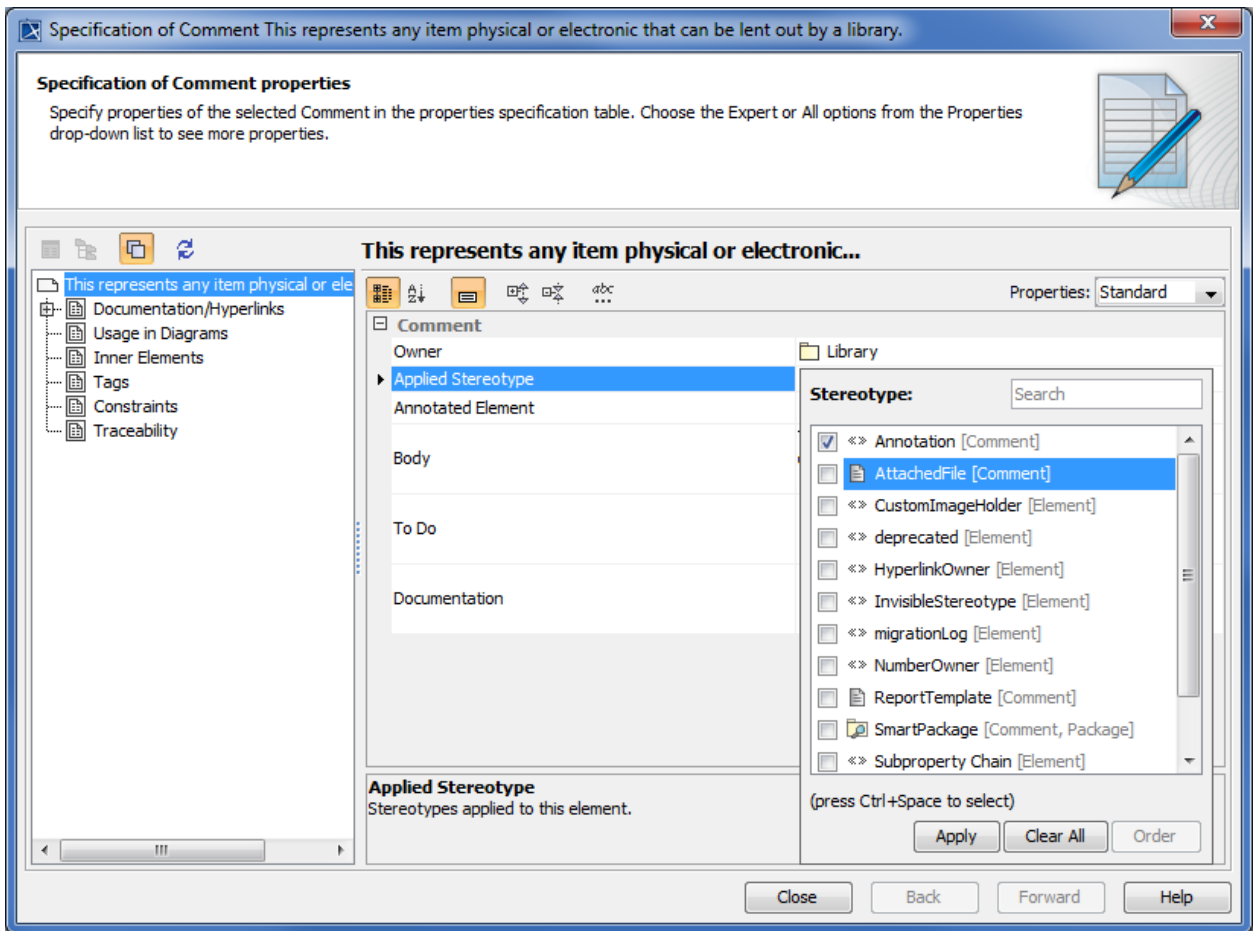 Specification of Comment This represents any item physical or electronic that can be lent out by a library.
Specification of Comment properties
Specify properties of the selected Comment in the properties specification table. Choose the Expert or All options from the Properties
drop-down list to see more properties.
This represents any item physical or electronic...
This represents any item physical or ele
Documentation/Hyperlinks
Usage in Diagrams
Inner Elements
Tags
Constraints
Traceability
Properties: Standard
Comment
Owner
Library
Applied Stereotype
Annotated Element
Body
To Do
Documentation
Stereotype:
Search
«» Annotation [Comment]
AttachedFile [Comment]
«» CustomImageHolder [Element]
«» deprecated [Element]
«» HyperlinkOwner [Element]
«» InvisibleStereotype [Element]
«» migrationLog [Element]
«» NumberOwner [Element]
ReportTemplate [Comment]
SmartPackage [Comment, Package]
«» Subproperty Chain [Element]
(press Ctrl+Space to select)
Apply
Clear All
Order
Applied Stereotype
Stereotypes applied to this element.
Close
Back
Forward
Help